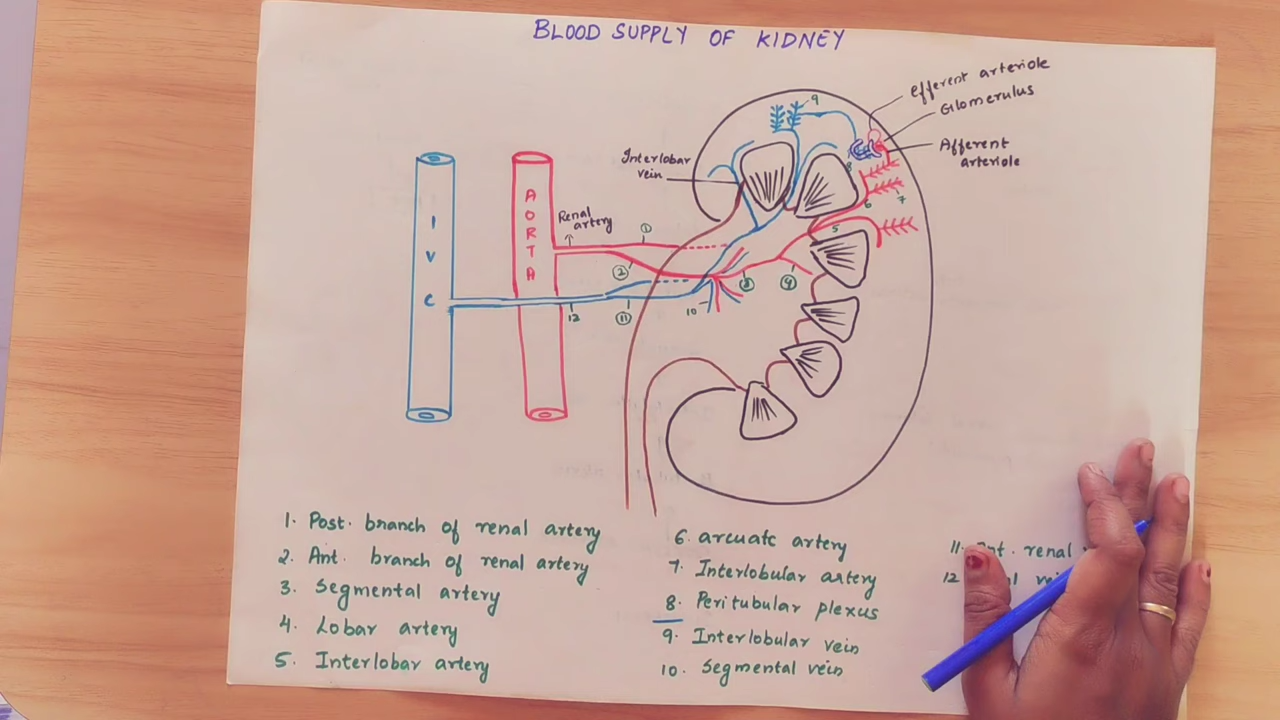 BLOOD SUPPLY OF KIDNEY
efferent arteriole
Glomerulus
Afferent
arteriole
Interlobar
vein
Renal
artery
IVC
AORTA
1
2
3
4
5
6
7
8
9
10
11
12
1. Post. branch of renal artery
2. Ant. branch of renal artery
3. Segmental artery
4. Lobar artery
5. Interlobar artery
6. arcuate artery
7. Interlobular artery
8. Peritubular plexus
9. Interlobular vein
10. Segmental vein
11. renal
12